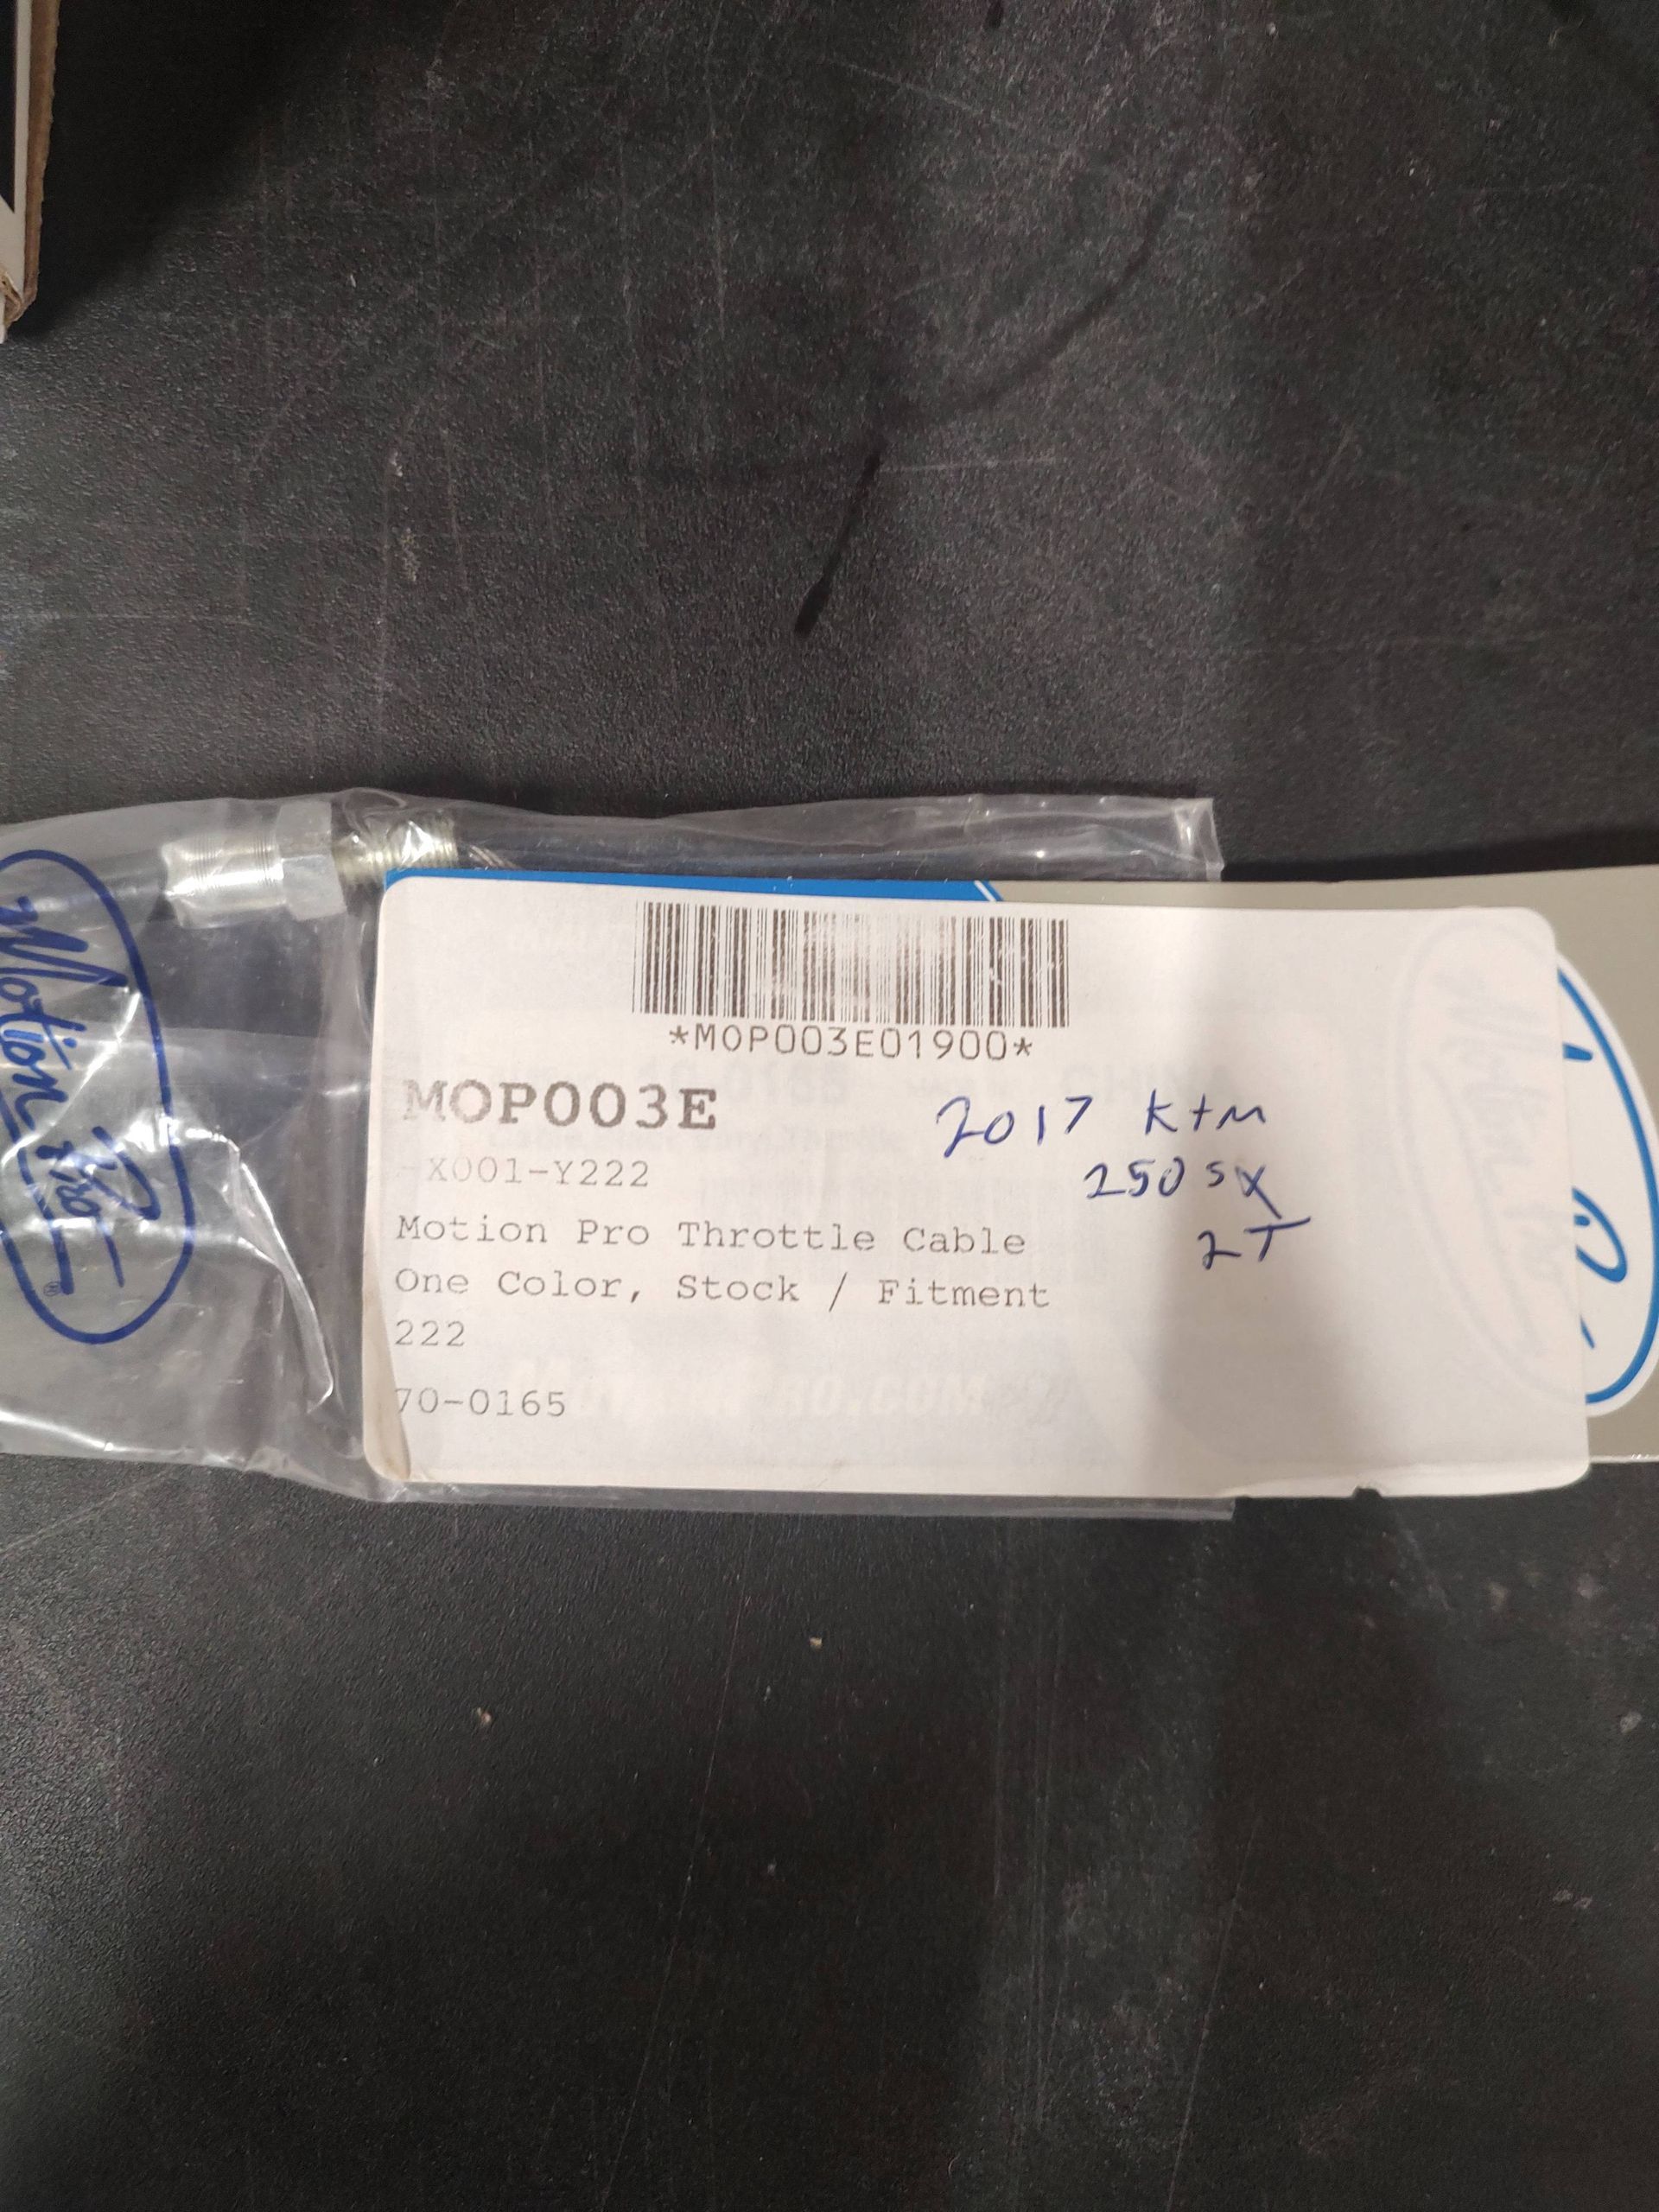 Motion
Pro
®
*MOP003E01900*
MOP003E
2017 KTM
-X001-Y222
250 SX
Motion Pro Throttle Cable
2T
One Color, Stock / Fitment
222
70-0165